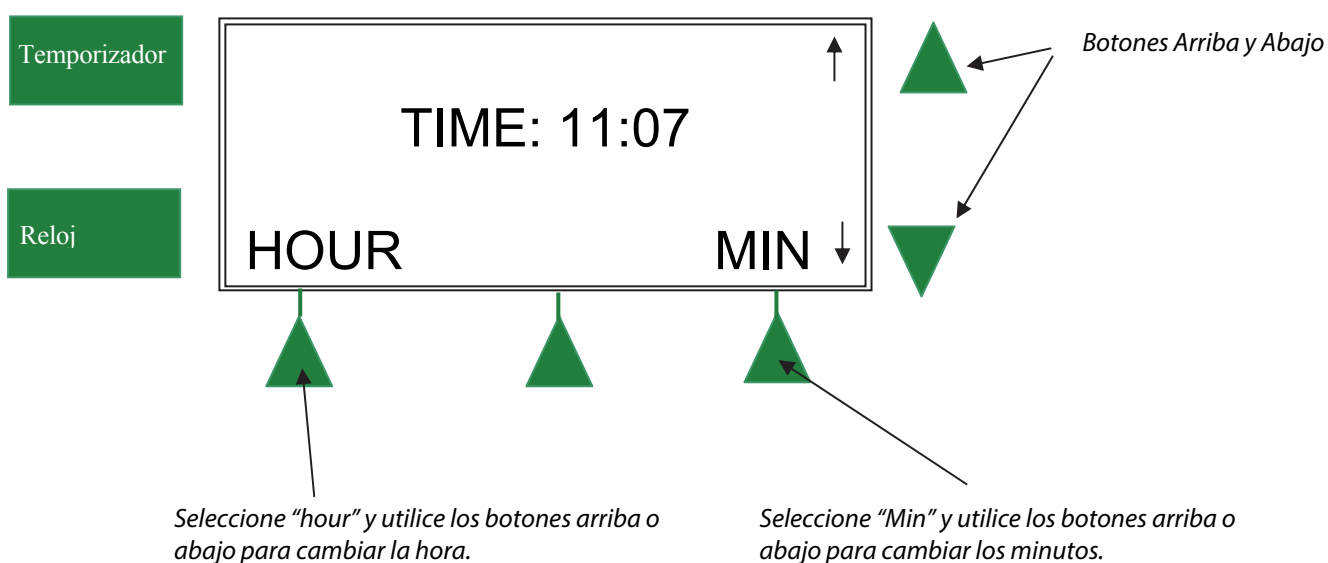 Temporizador
Botones Arriba y Abajo
TIME: 11:07
Reloj
HOUR
MIN
Seleccione “hour” y utilice los botones arriba o
abajo para cambiar la hora.
Seleccione “Min” y utilice los botones arriba o
abajo para cambiar los minutos.